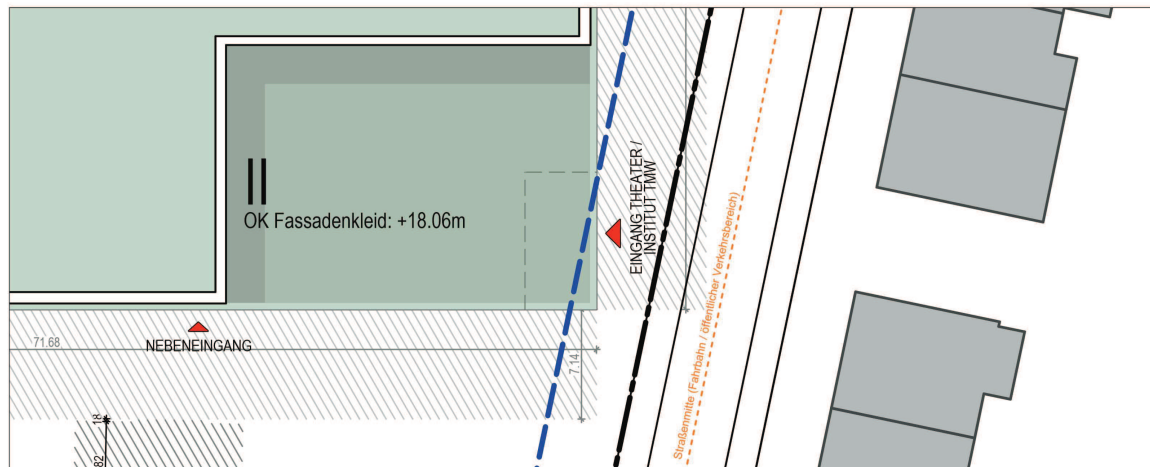 II
OK Fassadenkleid: +18.06m
EINGANG THEATER /
INSTITUT TMW
Straßenmitte (Fahrbahn / öffentlicher Verkehrsbereich)
NEBENEINGANG
71.68
7.14
18
82